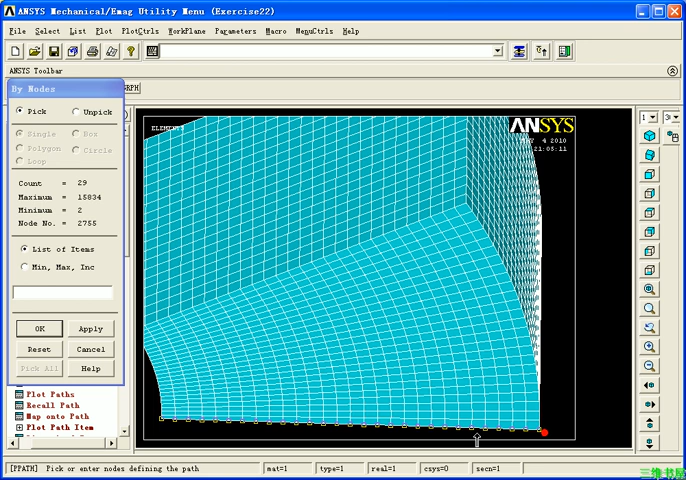 ANSYS Mechanical/Emag Utility Menu (Exercise22)
File Select List Plot PlotCtrls WorkPlane Parameters Macro MenuCtrls Help
ANSYS Toolbar
By Nodes
RPH
Pick Unpick
Single Box
Polygon Circle
Loop
Count = 29
Maximum = 15834
Minimum = 2
Node No. = 2755
List of Items
Min, Max, Inc
OK Apply
Reset Cancel
Pick All Help
Plot Paths
Recall Path
Map onto Path
Plot Path Item
ELEMENTS
ANSYS
MAY 4 2010
21:05:11
1
[PPATH] Pick or enter nodes defining the path
mat=1 type=1 real=1 csys=0 secn=1
三维书屋